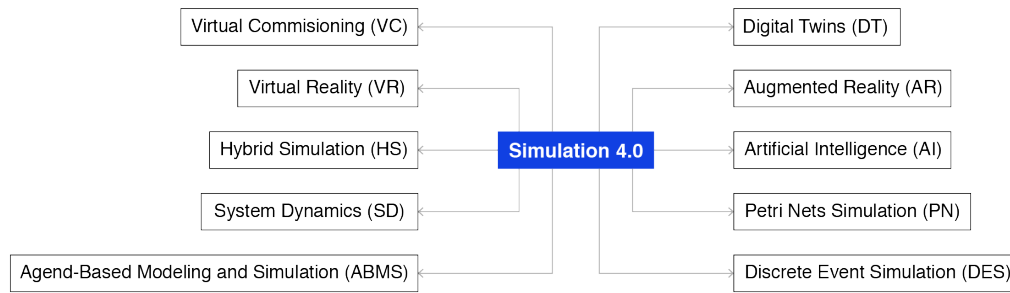 Virtual Commisioning (VC)
Digital Twins (DT)
Virtual Reality (VR)
Augmented Reality (AR)
Hybrid Simulation (HS)
Simulation 4.0
Artificial Intelligence (AI)
System Dynamics (SD)
Petri Nets Simulation (PN)
Agend-Based Modeling and Simulation (ABMS)
Discrete Event Simulation (DES)